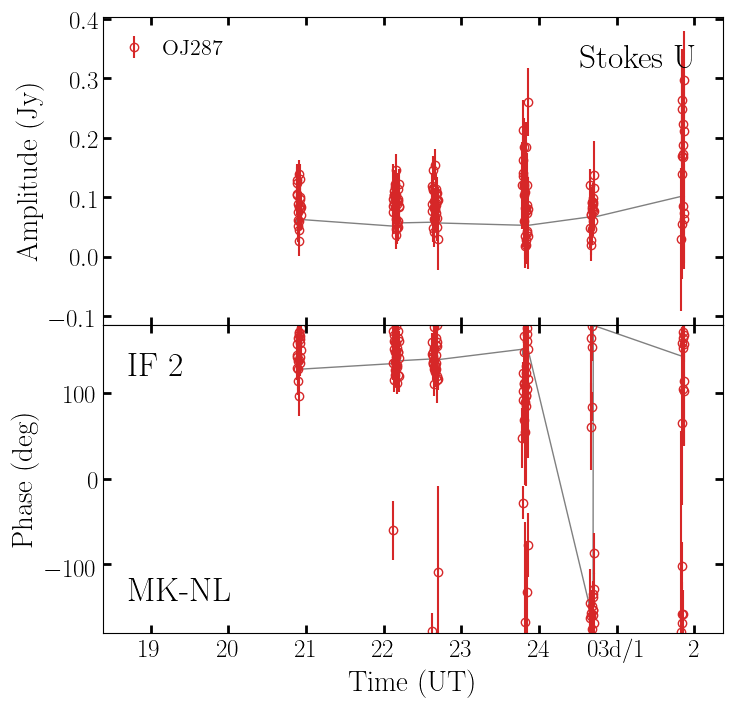 OJ287
Stokes U
Amplitude (Jy)
0.4
0.3
0.2
0.1
0.0
−0.1
IF 2
MK-NL
Phase (deg)
100
0
−100
19 20 21 22 23 24 03d/1 2
Time (UT)